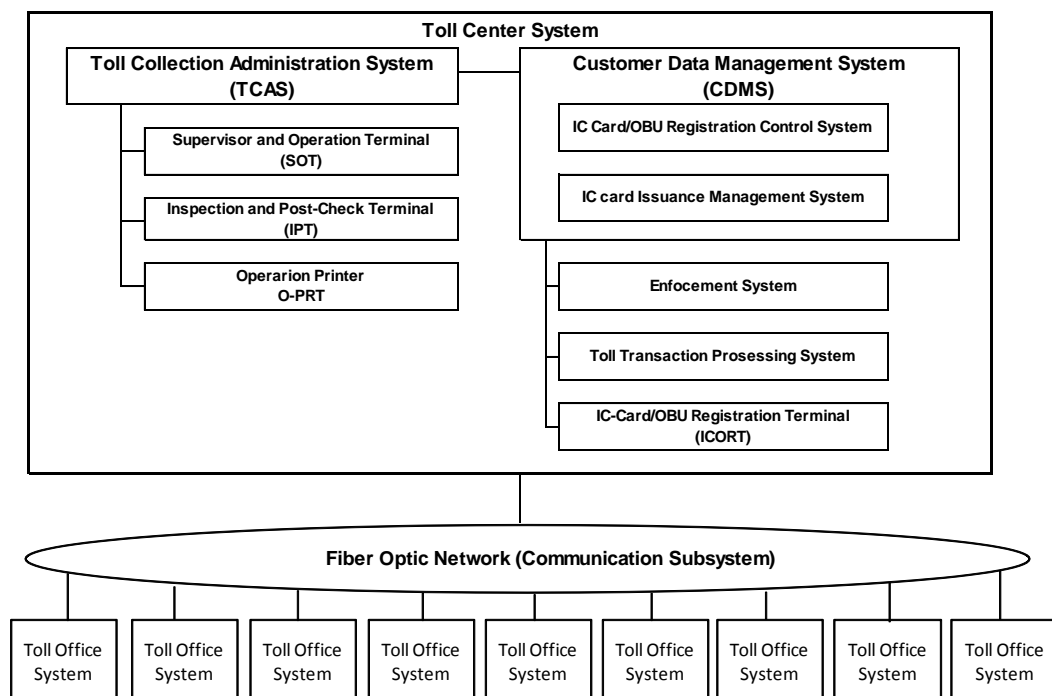 Toll Center System
Toll Collection Administration System
(TCAS)
Supervisor and Operation Terminal
(SOT)
Inspection and Post-Check Terminal
(IPT)
Operarion Printer
O-PRT
Customer Data Management System
(CDMS)
IC Card/OBU Registration Control System
IC card Issuance Management System
Enfocement System
Toll Transaction Prosessing System
IC-Card/OBU Registration Terminal
(ICORT)
Fiber Optic Network (Communication Subsystem)
Toll Office
System
Toll Office
System
Toll Office
System
Toll Office
System
Toll Office
System
Toll Office
System
Toll Office
System
Toll Office
System
Toll Office
System